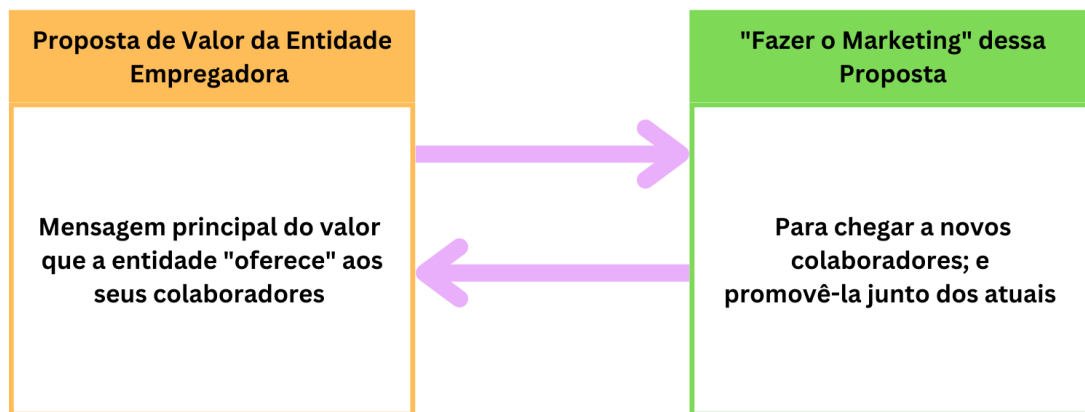 Proposta de Valor da Entidade
Empregadora
Mensagem principal do valor
que a entidade "oferece" aos
seus colaboradores
"Fazer o Marketing" dessa
Proposta
Para chegar a novos
colaboradores; e
promovê-la junto dos atuais